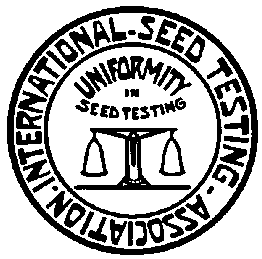 INTERNATIONAL-SEED TESTING-ASSOCIATION.
UNIFORMITY
IN
SEED TESTING